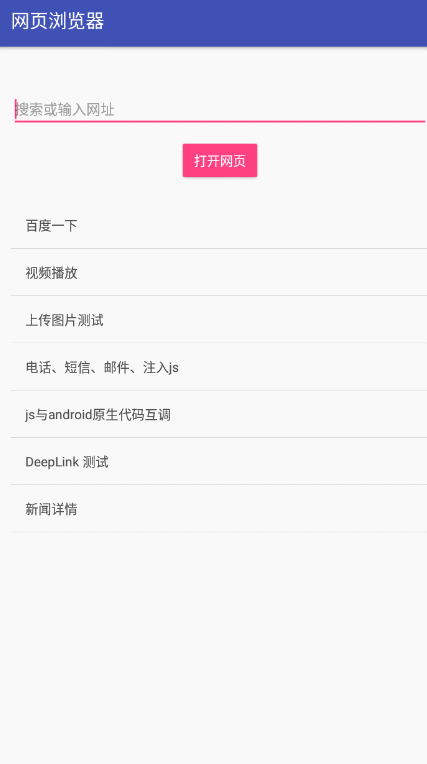 网页浏览器
搜索或输入网址
打开网页
百度一下
视频播放
上传图片测试
电话、短信、邮件、注入js
js与android原生代码互调
DeepLink 测试
新闻详情